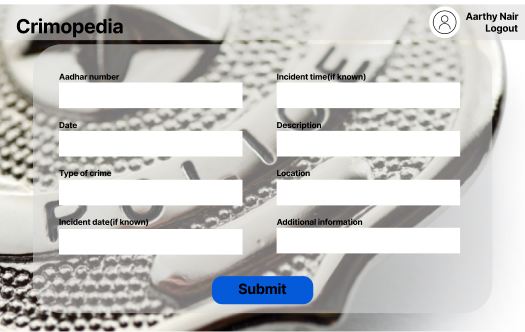 Crimopedia
Aarthy Nair
Logout
Aadhar number
Incident time(if known)
Date
Description
Type of crime
Location
Incident date(if known)
Additional information
Submit
POLICE